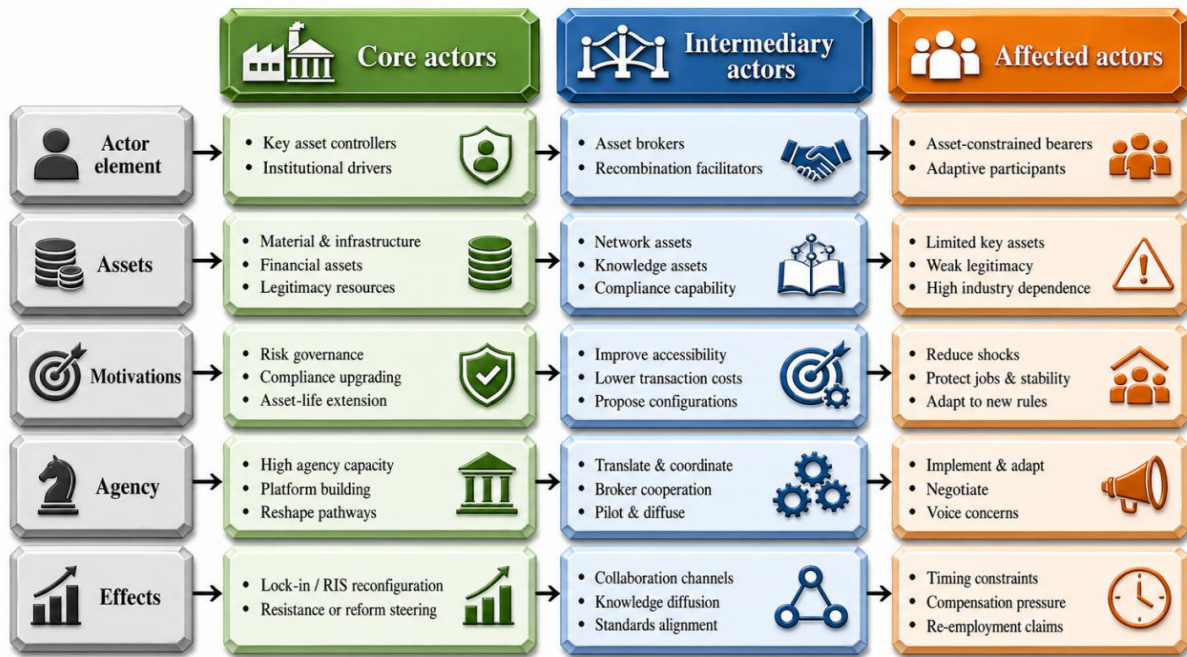 Core actors
Intermediary
actors
Affected actors
Actor
element
• Key asset controllers
• Institutional drivers
• Asset brokers
• Recombination facilitators
• Asset-constrained bearers
• Adaptive participants
Assets
• Material & infrastructure
• Financial assets
• Legitimacy resources
• Network assets
• Knowledge assets
• Compliance capability
• Limited key assets
• Weak legitimacy
• High industry dependence
Motivations
• Risk governance
• Compliance upgrading
• Asset-life extension
• Improve accessibility
• Lower transaction costs
• Propose configurations
• Reduce shocks
• Protect jobs & stability
• Adapt to new rules
Agency
• High agency capacity
• Platform building
• Reshape pathways
• Translate & coordinate
• Broker cooperation
• Pilot & diffuse
• Implement & adapt
• Negotiate
• Voice concerns
Effects
• Lock-in / RIS reconfiguration
• Resistance or reform steering
• Collaboration channels
• Knowledge diffusion
• Standards alignment
• Timing constraints
• Compensation pressure
• Re-employment claims